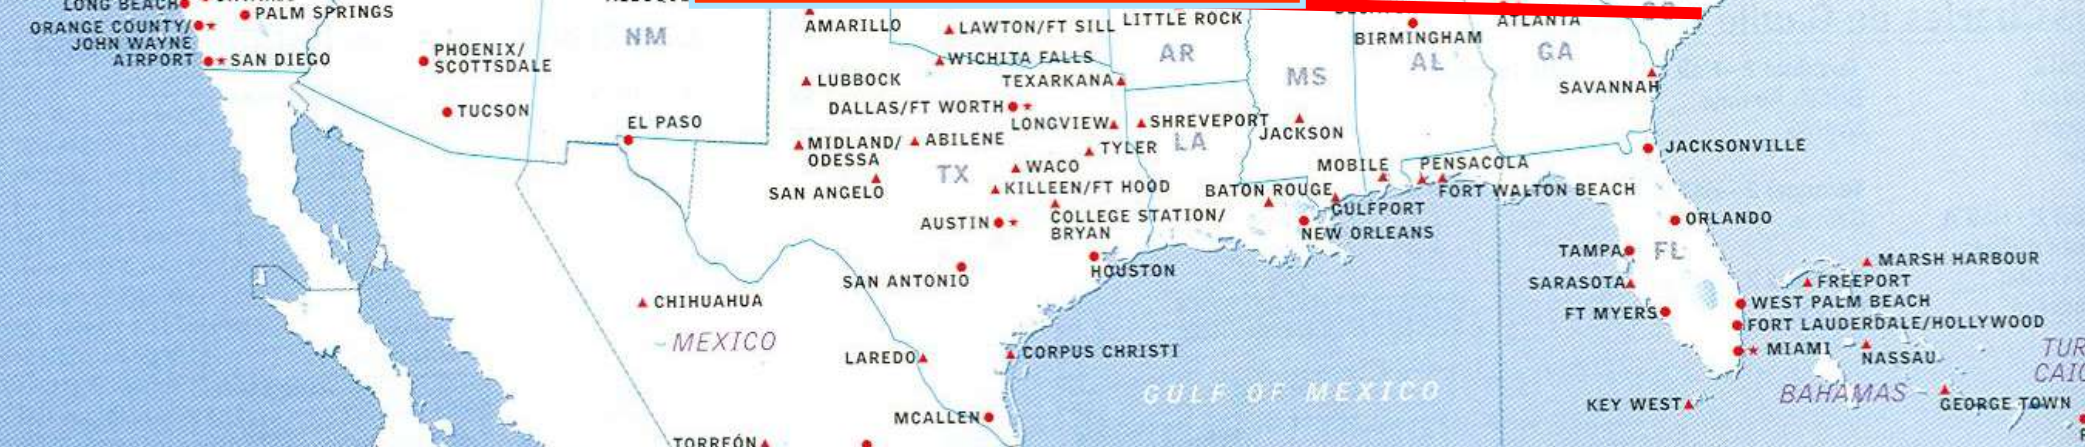 LONG BEACH
PALM SPRINGS
ORANGE COUNTY/
JOHN WAYNE
AIRPORT
SAN DIEGO
PHOENIX/
SCOTTSDALE
TUCSON
NM
EL PASO
AMARILLO
LAWTON/FT SILL
LITTLE ROCK
AR
WICHITA FALLS
LUBBOCK
TEXARKANA
DALLAS/FT WORTH
LONGVIEW
SHREVEPORT
MIDLAND/
ODESSA
ABILENE
TYLER
LA
TX
WACO
SAN ANGELO
KILLEEN/FT HOOD
AUSTIN
COLLEGE STATION/
BRYAN
SAN ANTONIO
HOUSTON
CHIHUAHUA
MEXICO
LAREDO
CORPUS CHRISTI
MCALLEN
TORREÓN
GULF OF MEXICO
MS
JACKSON
BIRMINGHAM
AL
ATLANTA
GA
SAVANNAH
MOBILE
PENSACOLA
BATON ROUGE
FORT WALTON BEACH
GULFPORT
NEW ORLEANS
JACKSONVILLE
ORLANDO
TAMPA
FL
SARASOTA
FT MYERS
MARSH HARBOUR
FREEPORT
WEST PALM BEACH
FORT LAUDERDALE/HOLLYWOOD
MIAMI
NASSAU
KEY WEST
BAHAMAS
GEORGE TOWN